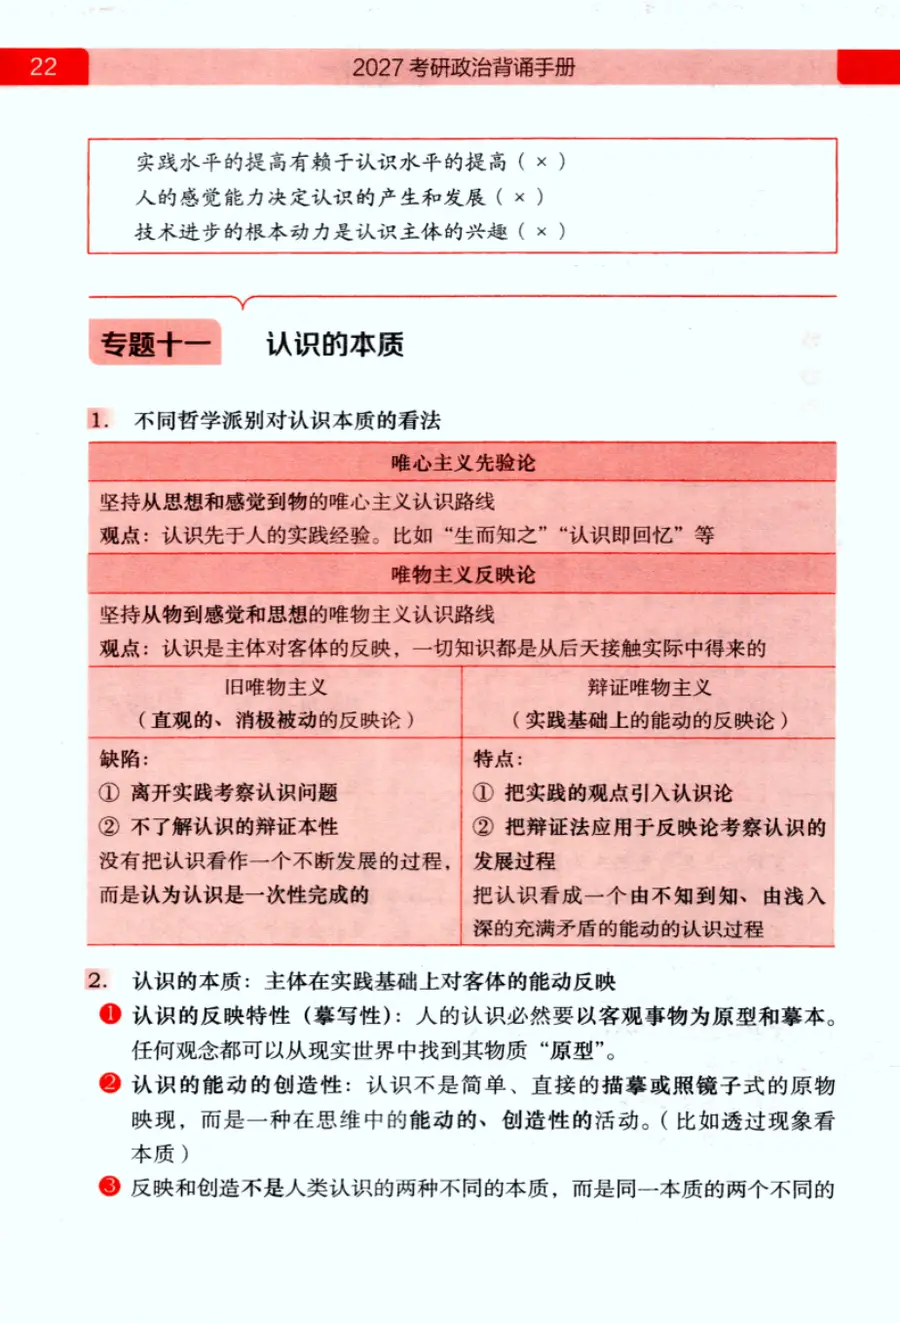 22
2027考研政治背诵手册
实践水平的提高有赖于认识水平的提高（×）
人的感觉能力决定认识的产生和发展（×）
技术进步的根本动力是认识主体的兴趣（×）
专题十一 认识的本质
1. 不同哲学派别对认识本质的看法
唯心主义先验论
坚持从思想和感觉到物的唯心主义认识路线
观点：认识先于人的实践经验。比如“生而知之”“认识即回忆”等
唯物主义反映论
坚持从物到感觉和思想的唯物主义认识路线
观点：认识是主体对客体的反映，一切知识都是从后天接触实际中得来的
旧唯物主义
（直观的、消极被动的反映论）
辩证唯物主义
（实践基础上的能动的反映论）
缺陷：
① 离开实践考察认识问题
② 不了解认识的辩证本性
没有把认识看作一个不断发展的过程，
而是认为认识是一次性完成的
特点：
① 把实践的观点引入认识论
② 把辩证法应用于反映论考察认识的
发展过程
把认识看成一个由不知到知、由浅入
深的充满矛盾的能动的认识过程
2. 认识的本质：主体在实践基础上对客体的能动反映
❶ 认识的反映特性（摹写性）：人的认识必然要以客观事物为原型和摹本。
任何观念都可以从现实世界中找到其物质“原型”。
❷ 认识的能动的创造性：认识不是简单、直接的描摹或照镜子式的原物
映现，而是一种在思维中的能动的、创造性的活动。（比如透过现象看
本质）
❸ 反映和创造不是人类认识的两种不同的本质，而是同一本质的两个不同的